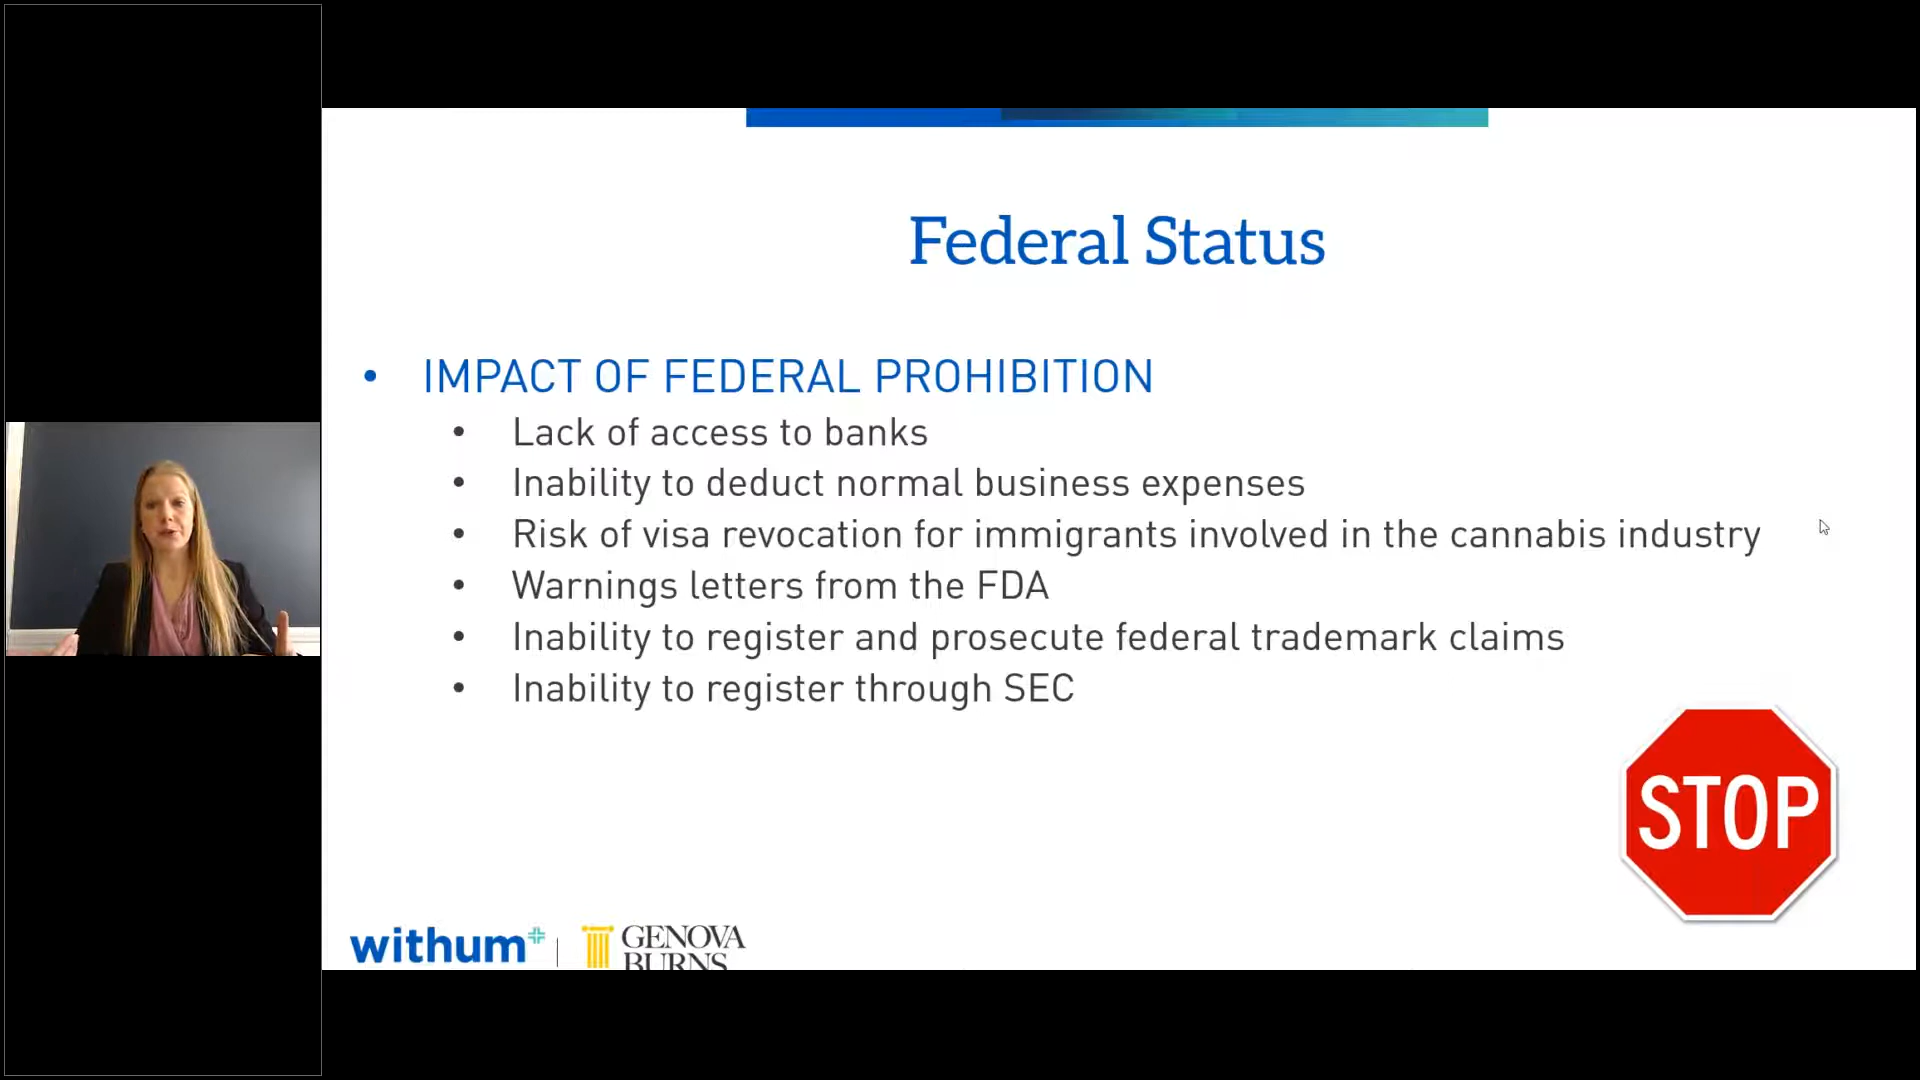 Federal Status
• IMPACT OF FEDERAL PROHIBITION
• Lack of access to banks
• Inability to deduct normal business expenses
• Risk of visa revocation for immigrants involved in the cannabis industry
• Warnings letters from the FDA
• Inability to register and prosecute federal trademark claims
• Inability to register through SEC
STOP
withum+
GENOVA
BURNS